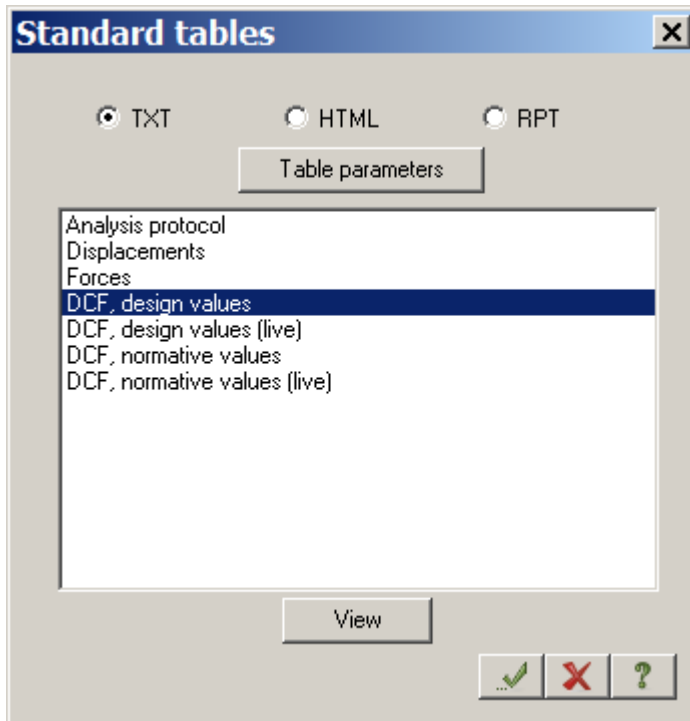 Standard tables
TXT HTML RPT
Table parameters
Analysis protocol
Displacements
Forces
DCF, design values
DCF, design values (live)
DCF, normative values
DCF, normative values (live)
View
?